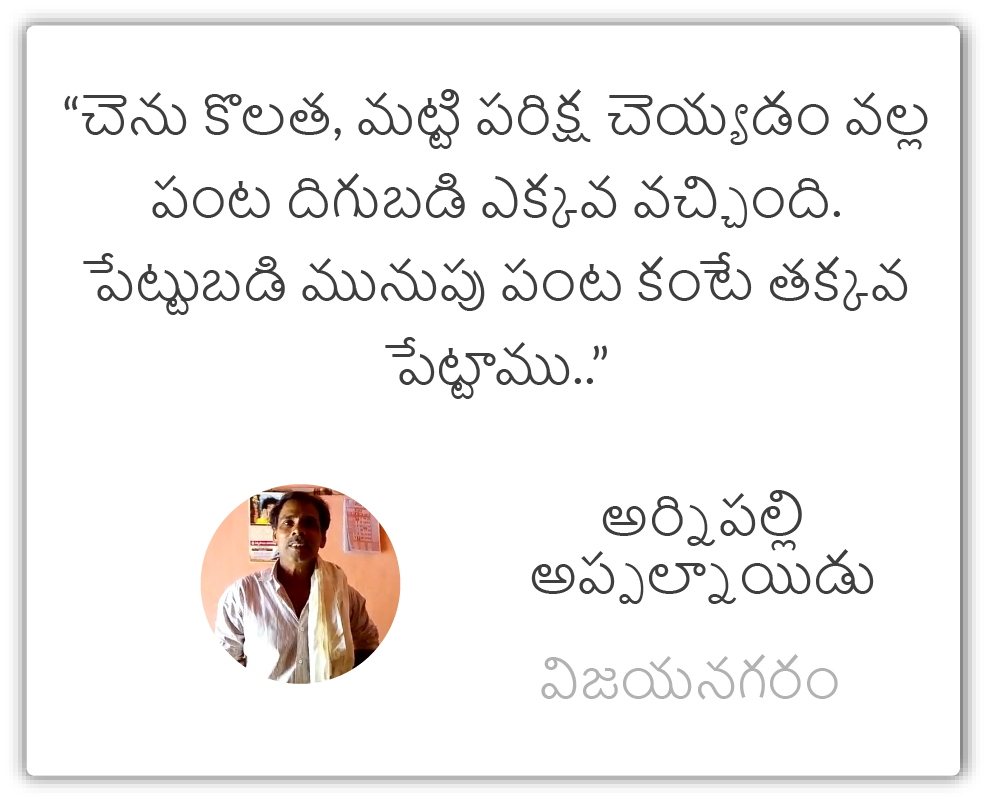 “చెను కొలత, మట్టి పరిక్ష చెయ్యడం వల్ల
పంట దిగుబడి ఎక్కవ వచ్చింది.
పేట్టుబడి మునుపు పంట కంటే తక్కవ
పేట్టాము..”
అర్నిపల్లి
అప్పల్నాయిడు
విజయనగరం